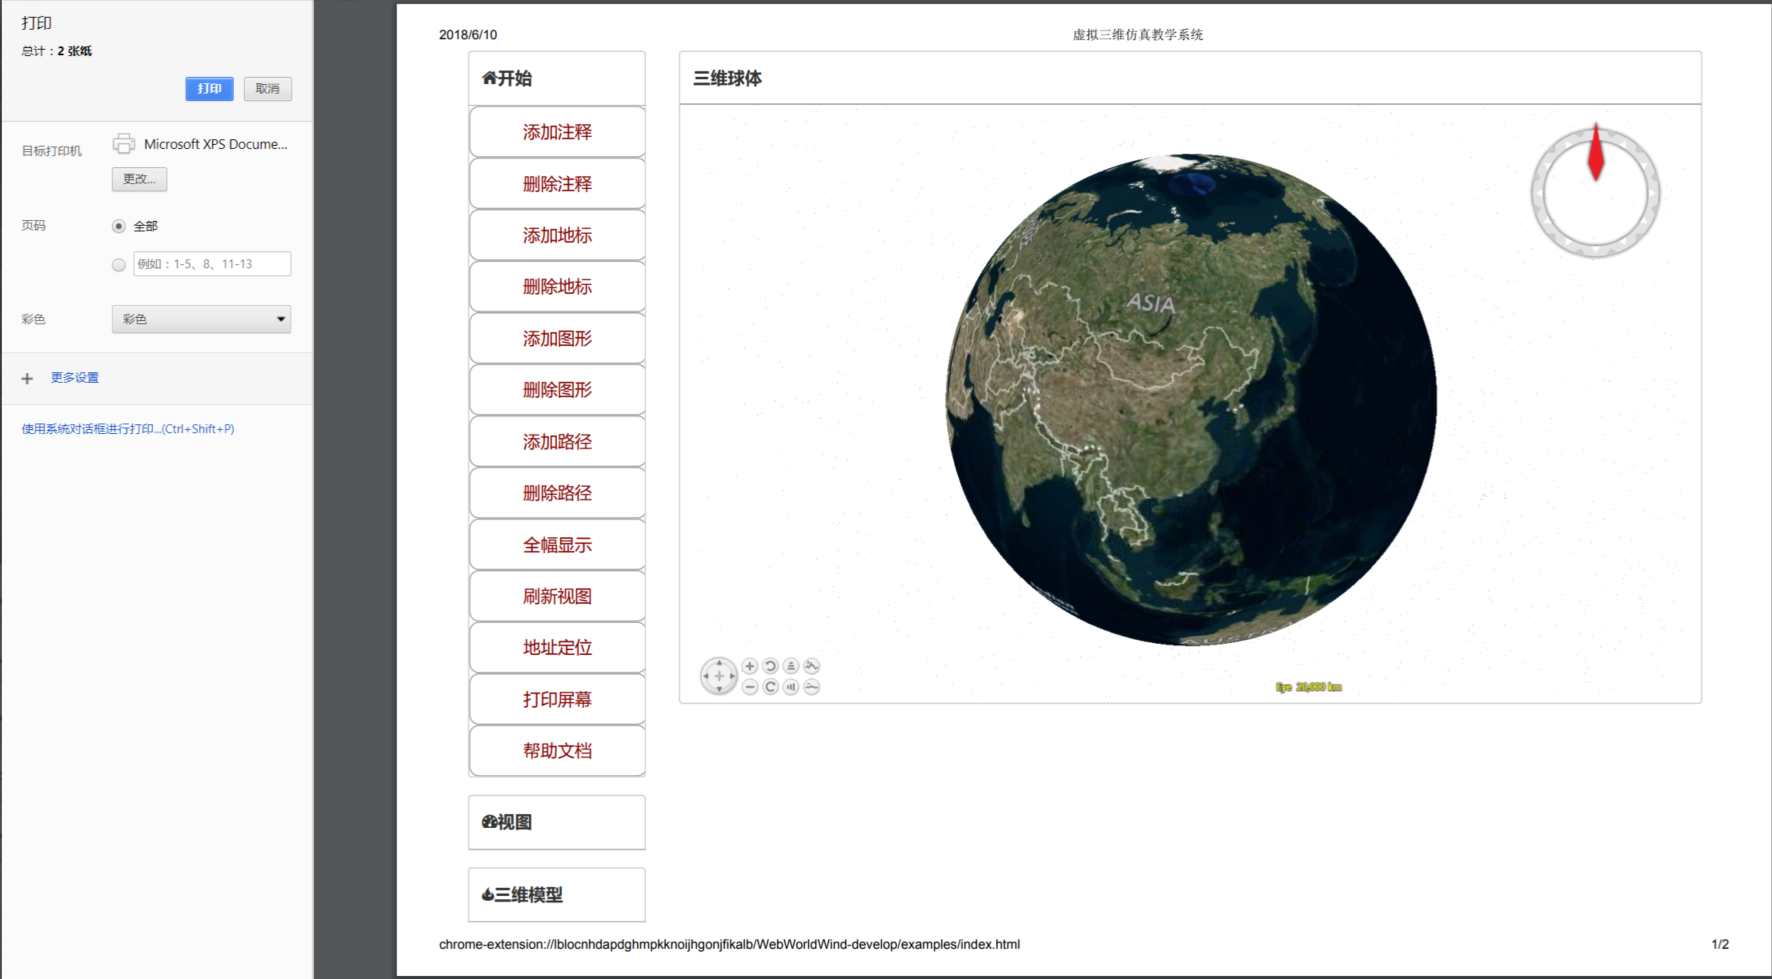 打印
总计：2 张纸
打印 取消
目标打印机 Microsoft XPS Docume...
更改...
页码 全部
例如：1-5、8、11-13
彩色 彩色
更多设置
使用系统对话框进行打印...(Ctrl+Shift+P)
2018/6/10 虚拟三维仿真教学系统
开始
添加注释
删除注释
添加地标
删除地标
添加图形
删除图形
添加路径
删除路径
全幅显示
刷新视图
地址定位
打印屏幕
帮助文档
视图
三维模型
三维球体
ASIA
Eye 20,000 km
chrome-extension://lblocnhdapdghmpkknoijhgonjfikalb/WebWorldWind-develop/examples/index.html 1/2